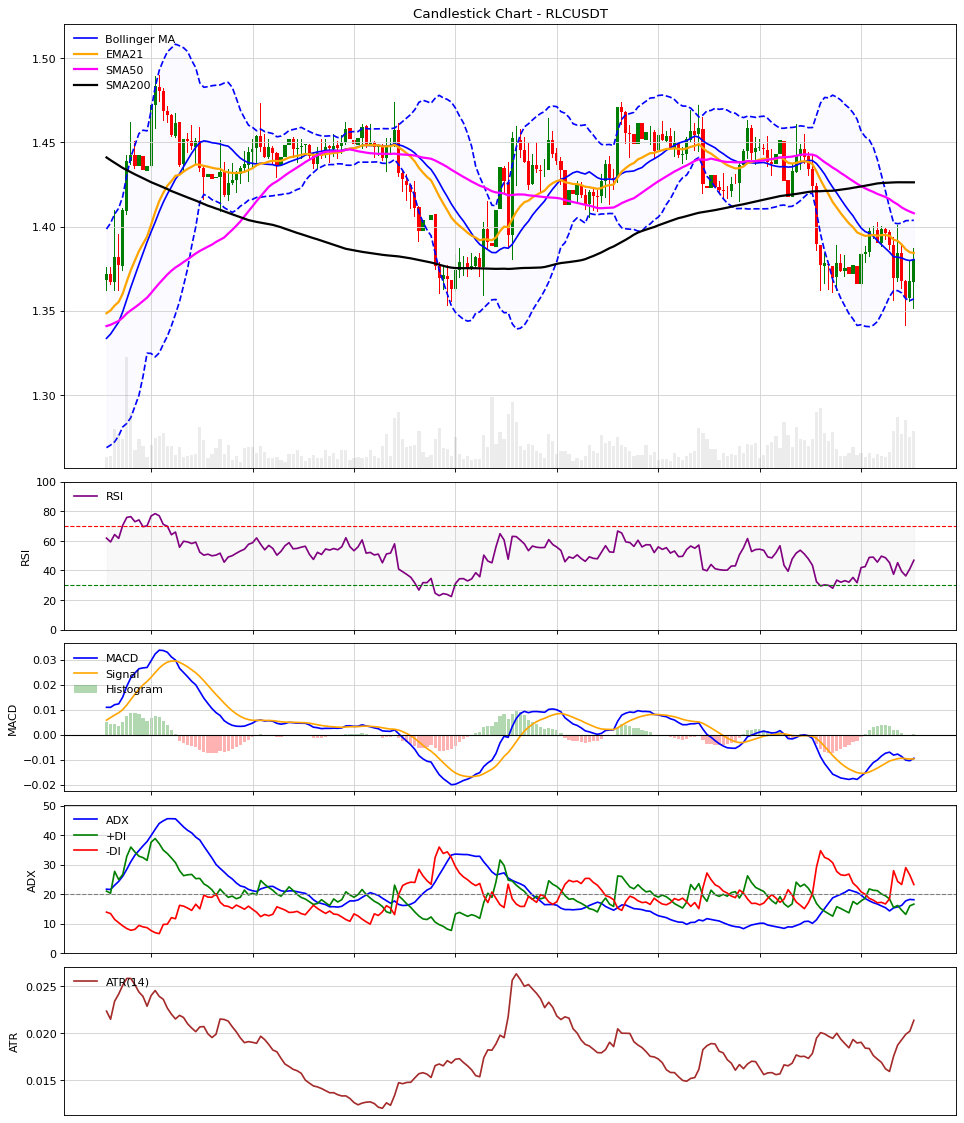 Candlestick Chart - RLCUSDT
Bollinger MA
EMA21
SMA50
SMA200
1.50
1.45
1.40
1.35
1.30
RSI
RSI
100
80
60
40
20
0
MACD
Signal
Histogram
MACD
0.03
0.02
0.01
0.00
−0.01
−0.02
ADX
+DI
-DI
ADX
50
40
30
20
10
0
ATR(14)
ATR
0.025
0.020
0.015